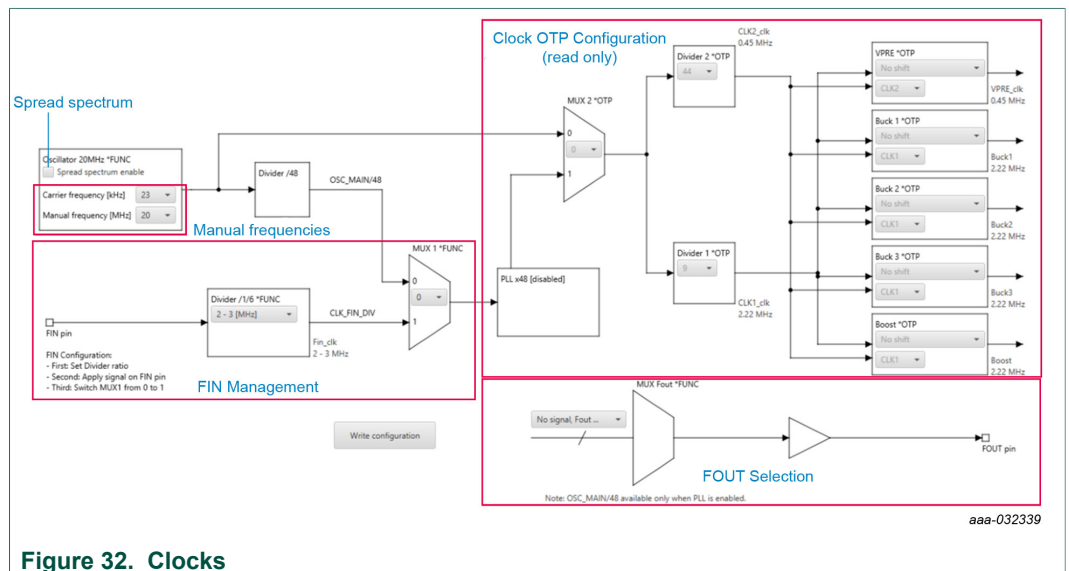 Clock OTP Configuration
(read only)
CLK2_clk
0.45 MHz
Divider 2 *OTP
44
VPRE *OTP
No shift
CLK2
VPRE_clk
0.45 MHz
Spread spectrum
MUX 2 *OTP
0
0
1
Buck 1 *OTP
No shift
CLK1
Buck1
2.22 MHz
Oscillator 20MHz *FUNC
Spread spectrum enable
Carrier frequency [kHz] 23
Manual frequency [MHz] 20
Divider /48
OSC_MAIN/48
Manual frequencies
Buck 2 *OTP
No shift
CLK1
Buck2
2.22 MHz
MUX 1 *FUNC
0
0
1
PLL x48 [disabled]
Divider 1 *OTP
9
CLK1_clk
2.22 MHz
Buck 3 *OTP
No shift
CLK1
Buck3
2.22 MHz
Divider /1/6 *FUNC
2 - 3 [MHz]
CLK_FIN_DIV
Fin_clk
2 - 3 MHz
FIN pin
Boost *OTP
No shift
CLK1
Boost
2.22 MHz
FIN Configuration:
- First: Set Divider ratio
- Second: Apply signal on FIN pin
- Third: Switch MUX1 from 0 to 1
FIN Management
MUX Fout *FUNC
No signal, Fout ...
FOUT pin
Write configuration
FOUT Selection
Note: OSC_MAIN/48 available only when PLL is enabled.
aaa-032339
Figure 32. Clocks